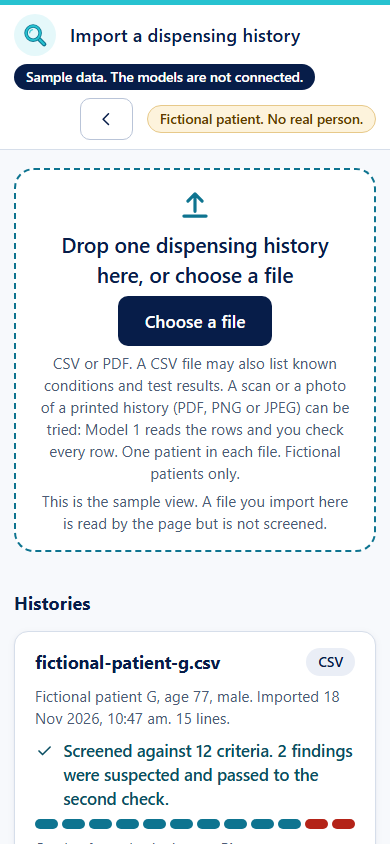 Import a dispensing history
Sample data. The models are not connected.
Fictional patient. No real person.
Drop one dispensing history
here, or choose a file
Choose a file
CSV or PDF. A CSV file may also list known
conditions and test results. A scan or a photo
of a printed history (PDF, PNG or JPEG) can be
tried: Model 1 reads the rows and you check
every row. One patient in each file. Fictional
patients only.
This is the sample view. A file you import here
is read by the page but is not screened.
Histories
fictional-patient-g.csv
CSV
Fictional patient G, age 77, male. Imported 18
Nov 2026, 10:47 am. 15 lines.
Screened against 12 criteria. 2 findings
were suspected and passed to the
second check.